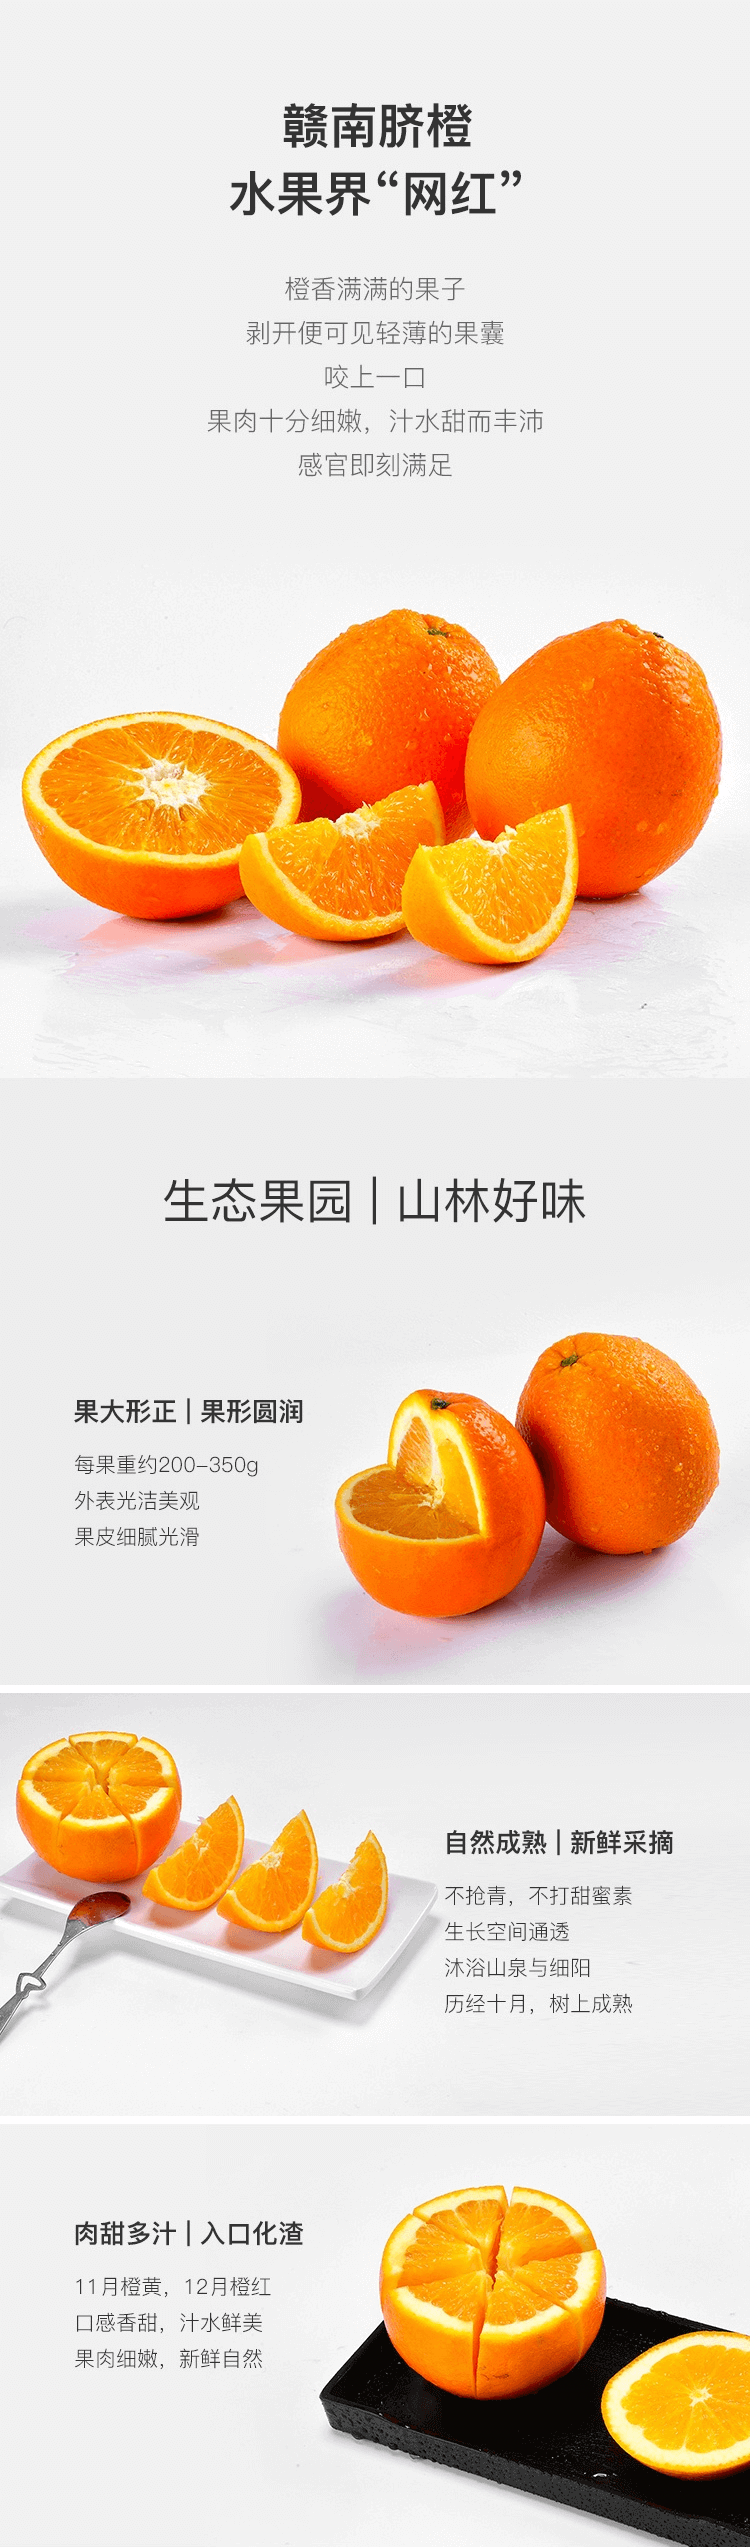 赣南脐橙
水果界“网红”
橙香满满的果子
剥开便可见轻薄的果囊
咬上一口
果肉十分细嫩，汁水甜而丰沛
感官即刻满足
生态果园 | 山林好味
果大形正 | 果形圆润
每果重约200-350g
外表光洁美观
果皮细腻光滑
自然成熟 | 新鲜采摘
不抢青，不打甜蜜素
生长空间通透
沐浴山泉与细阳
历经十月，树上成熟
肉甜多汁 | 入口化渣
11月橙黄，12月橙红
口感香甜，汁水鲜美
果肉细嫩，新鲜自然